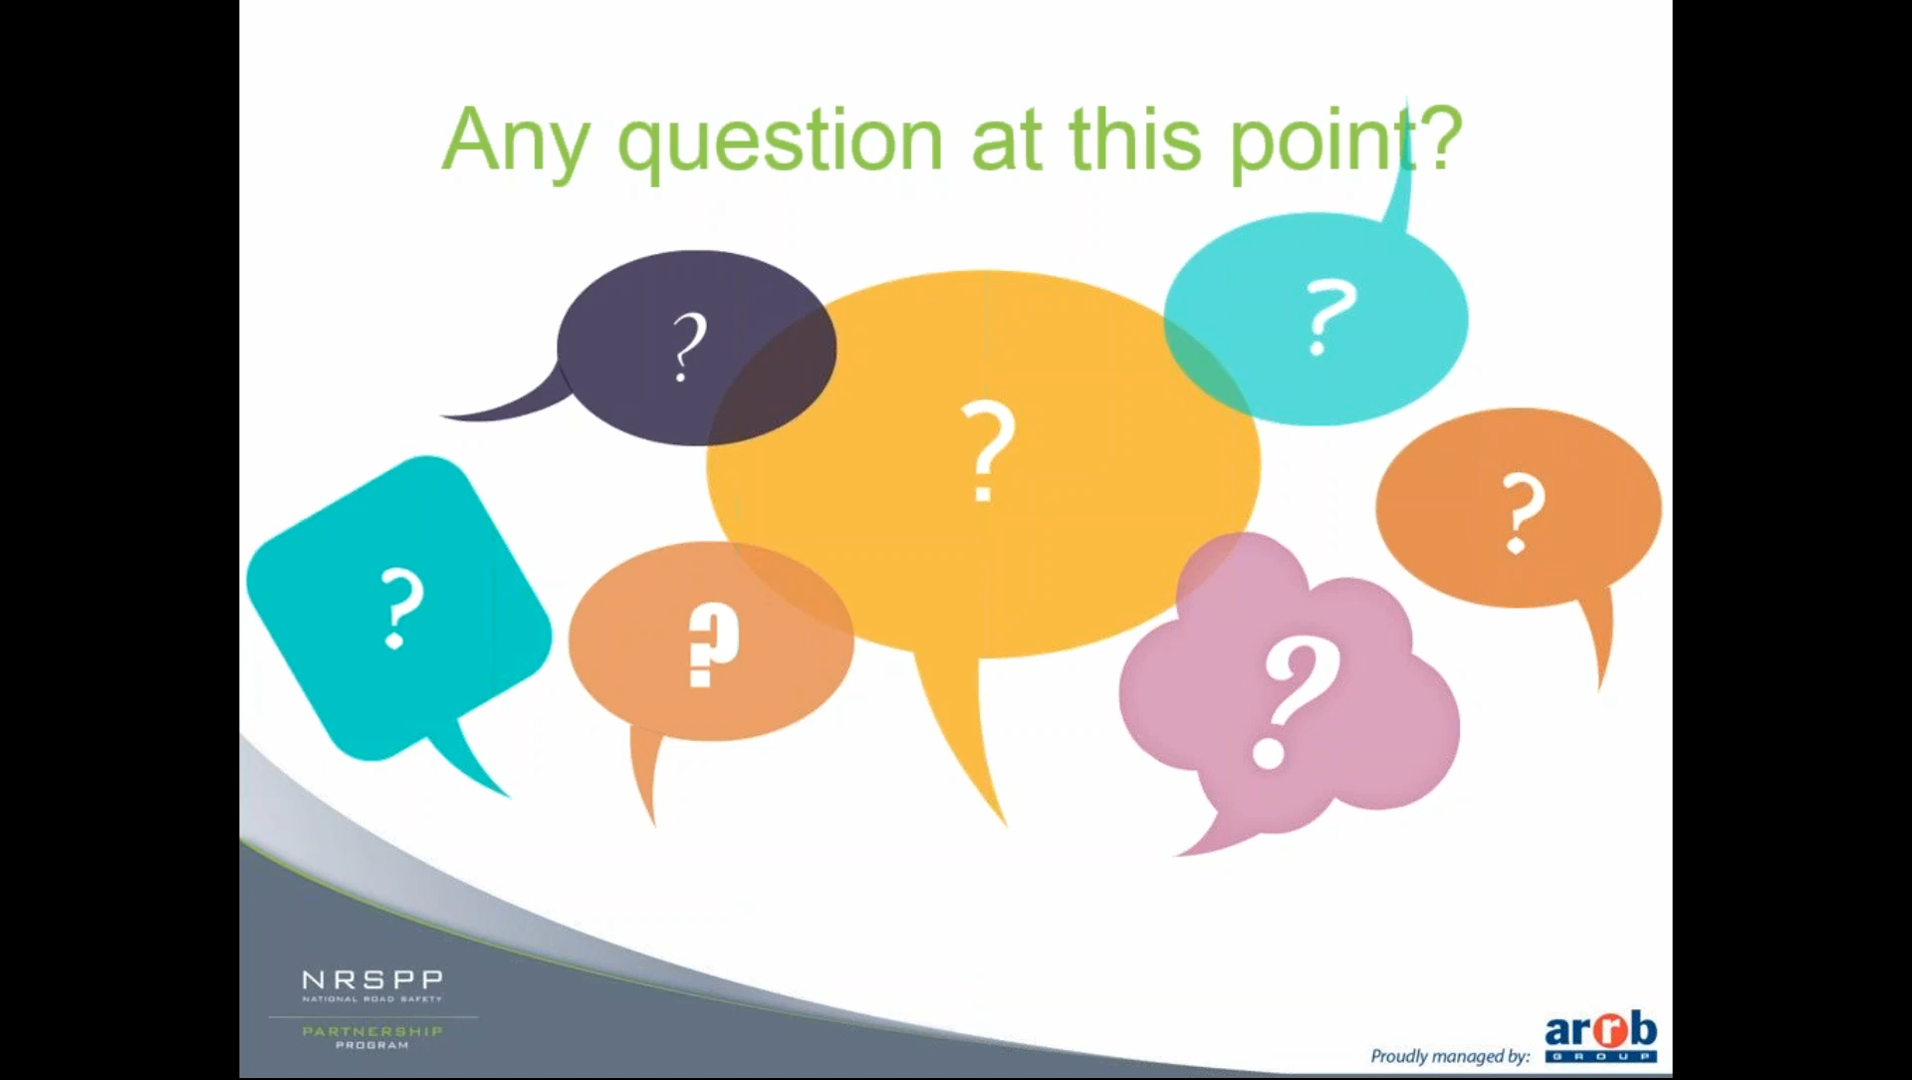 Any question at this point?
?
?
?
?
?
?
?
NRSPP
NATIONAL ROAD SAFETY
PARTNERSHIP
PROGRAM
Proudly managed by:
arrb
GROUP